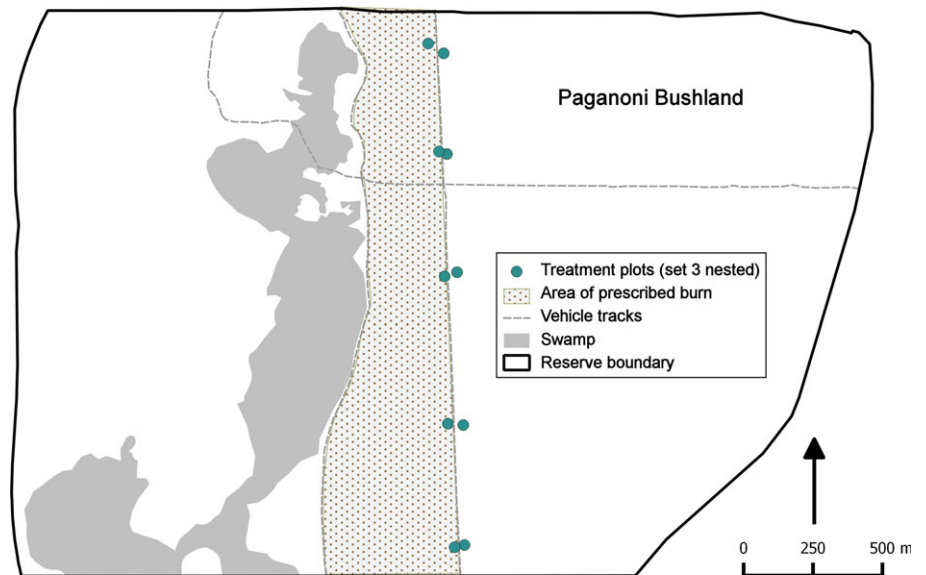 Paganoni Bushland
Treatment plots (set 3 nested)
Area of prescribed burn
Vehicle tracks
Swamp
Reserve boundary
0 250 500 m